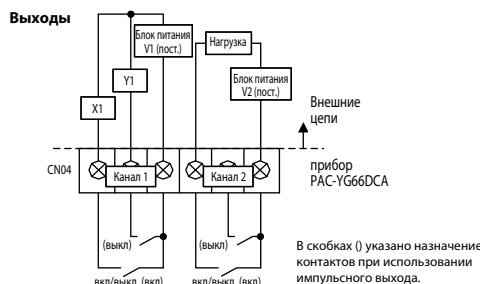 Выходы
Блок питания
V1 (пост.)
Нагрузка
Y1
Блок питания
V2 (пост.)
X1
Внешние
цепи
CN04
Канал 1
Канал 2
прибор
PAC-YG66DCA
(выкл)
(выкл)
В скобках () указано назначение
контактов при использовании
импульсного выхода.
вкл/выкл (вкл)
вкл/выкл (вкл)